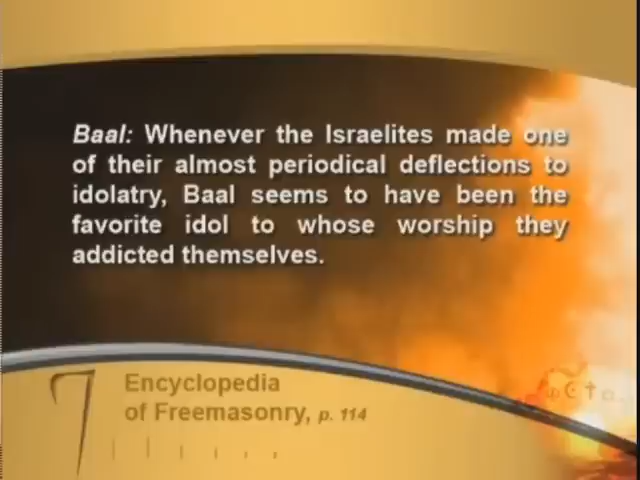 Baal: Whenever the Israelites made one
of their almost periodical deflections to
idolatry, Baal seems to have been the
favorite idol to whose worship they
addicted themselves.
Encyclopedia
of Freemasonry, p. 114